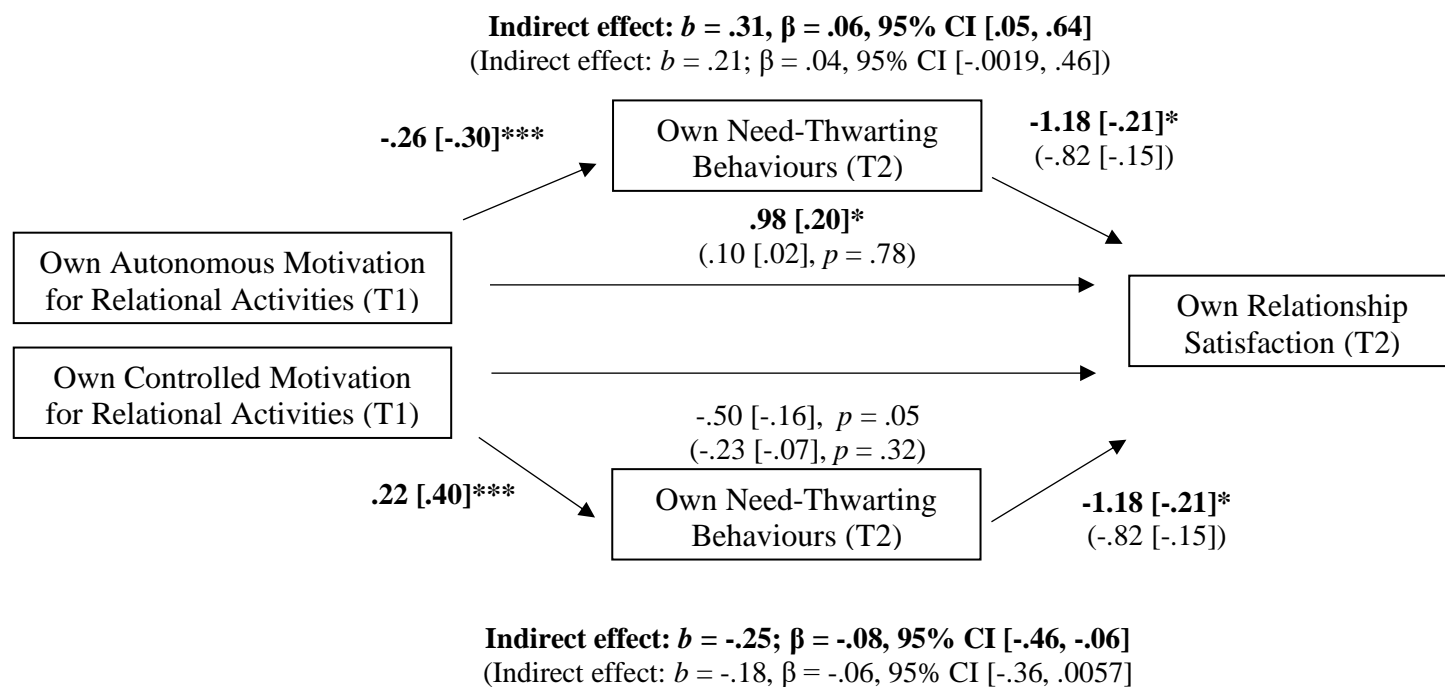 Indirect effect: b = .31, β = .06, 95% CI [.05, .64]
(Indirect effect: b = .21; β = .04, 95% CI [-.0019, .46])
-.26 [-.30]***
Own Need-Thwarting
Behaviours (T2)
-1.18 [-.21]*
(-.82 [-.15])
.98 [.20]*
(.10 [.02], p = .78)
Own Autonomous Motivation
for Relational Activities (T1)
Own Relationship
Satisfaction (T2)
Own Controlled Motivation
for Relational Activities (T1)
-.50 [-.16], p = .05
(-.23 [-.07], p = .32)
.22 [.40]***
Own Need-Thwarting
Behaviours (T2)
-1.18 [-.21]*
(-.82 [-.15])
Indirect effect: b = -.25; β = -.08, 95% CI [-.46, -.06]
(Indirect effect: b = -.18, β = -.06, 95% CI [-.36, .0057]